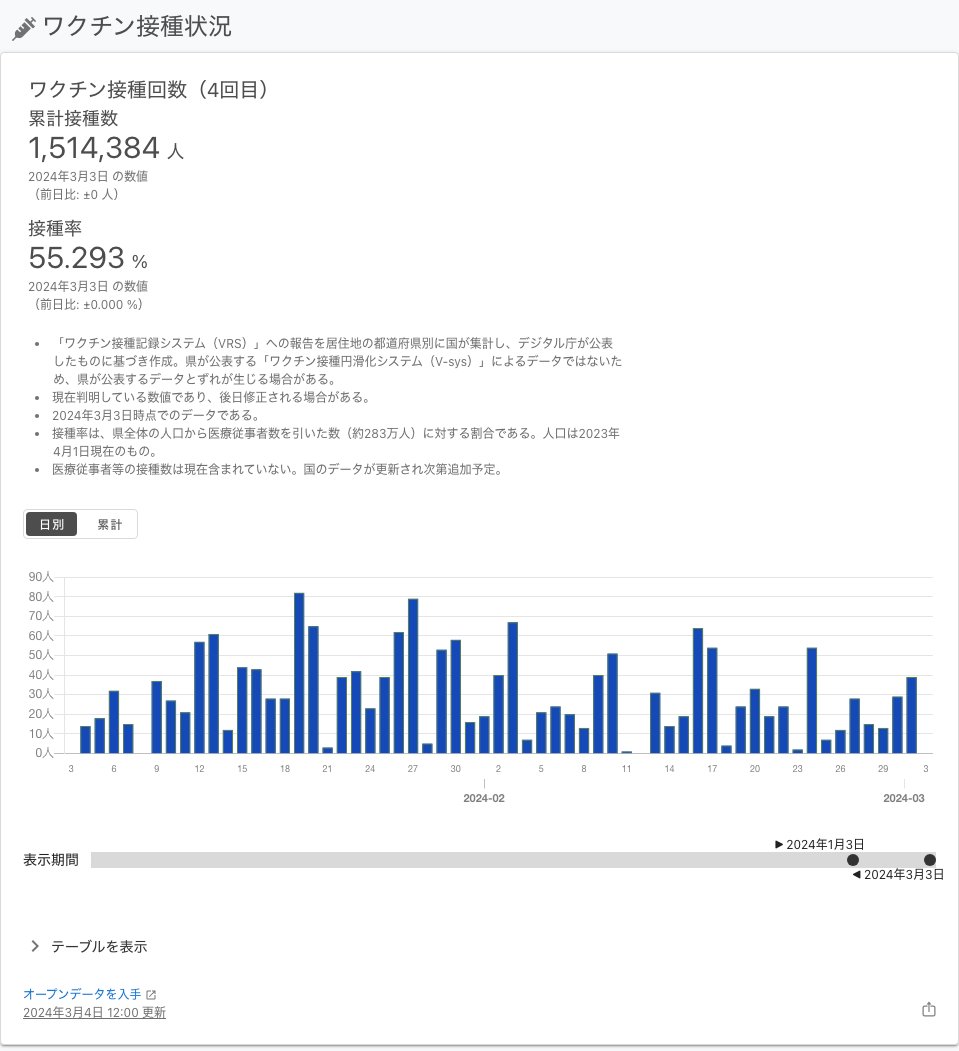 ワクチン接種状況
ワクチン接種回数（4回目）
累計接種数
1,514,384 人
2024年3月3日 の数値
（前日比: ±0 人）
接種率
55.293 %
2024年3月3日 の数値
（前日比: ±0.000 %）
• 「ワクチン接種記録システム（VRS）」への報告を居住地の都道府県別に国が集計し、デジタル庁が公表
したものに基づき作成。県が公表する「ワクチン接種円滑化システム（V-sys）」によるデータではないた
め、県が公表するデータとずれが生じる場合がある。
• 現在判明している数値であり、後日修正される場合がある。
• 2024年3月3日時点でのデータである。
• 接種率は、県全体の人口から医療従事者数を引いた数（約283万人）に対する割合である。人口は2023年
4月1日現在のもの。
• 医療従事者等の接種数は現在含まれていない。国のデータが更新され次第追加予定。
日別 累計
90人
80人
70人
60人
50人
40人
30人
20人
10人
0人
3 6 9 12 15 18 21 24 27 30 2 5 8 11 14 17 20 23 26 29 3
2024-02 2024-03
2024年1月3日
表示期間
2024年3月3日
テーブルを表示
オープンデータを入手
2024年3月4日 12:00 更新